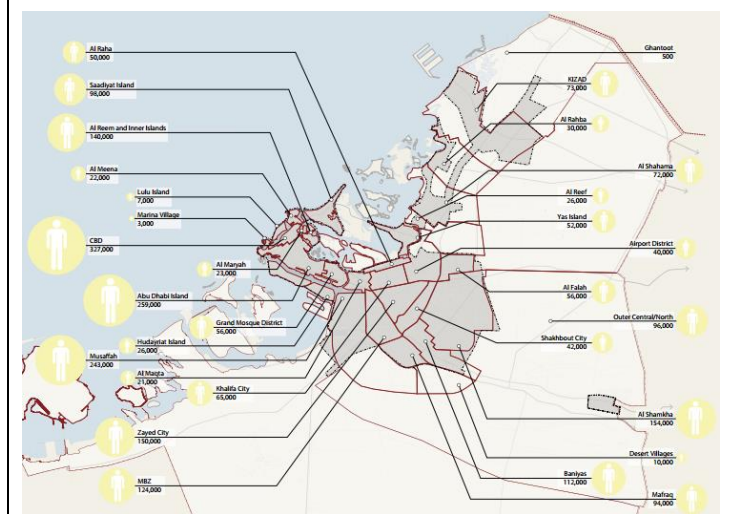 Al Raha
50,000
Saadiyat Island
98,000
Al Reem and Inner Islands
140,000
Al Meena
22,000
Lulu Island
7,000
Marina Village
3,000
CBD
327,000
Al Maryah
23,000
Abu Dhabi Island
259,000
Grand Mosque District
56,000
Hudayriat Island
26,000
Musaffah
243,000
Al Maqta
21,000
Khalifa City
65,000
Zayed City
150,000
MBZ
124,000
Ghantoot
500
KIZAD
73,000
Al Rahba
30,000
Al Shahama
72,000
Al Reef
26,000
Yas Island
52,000
Airport District
40,000
Al Falah
56,000
Outer Central/North
96,000
Shakhbout City
42,000
Al Shamkha
154,000
Desert Villages
10,000
Baniyas
112,000
Mafraq
94,000